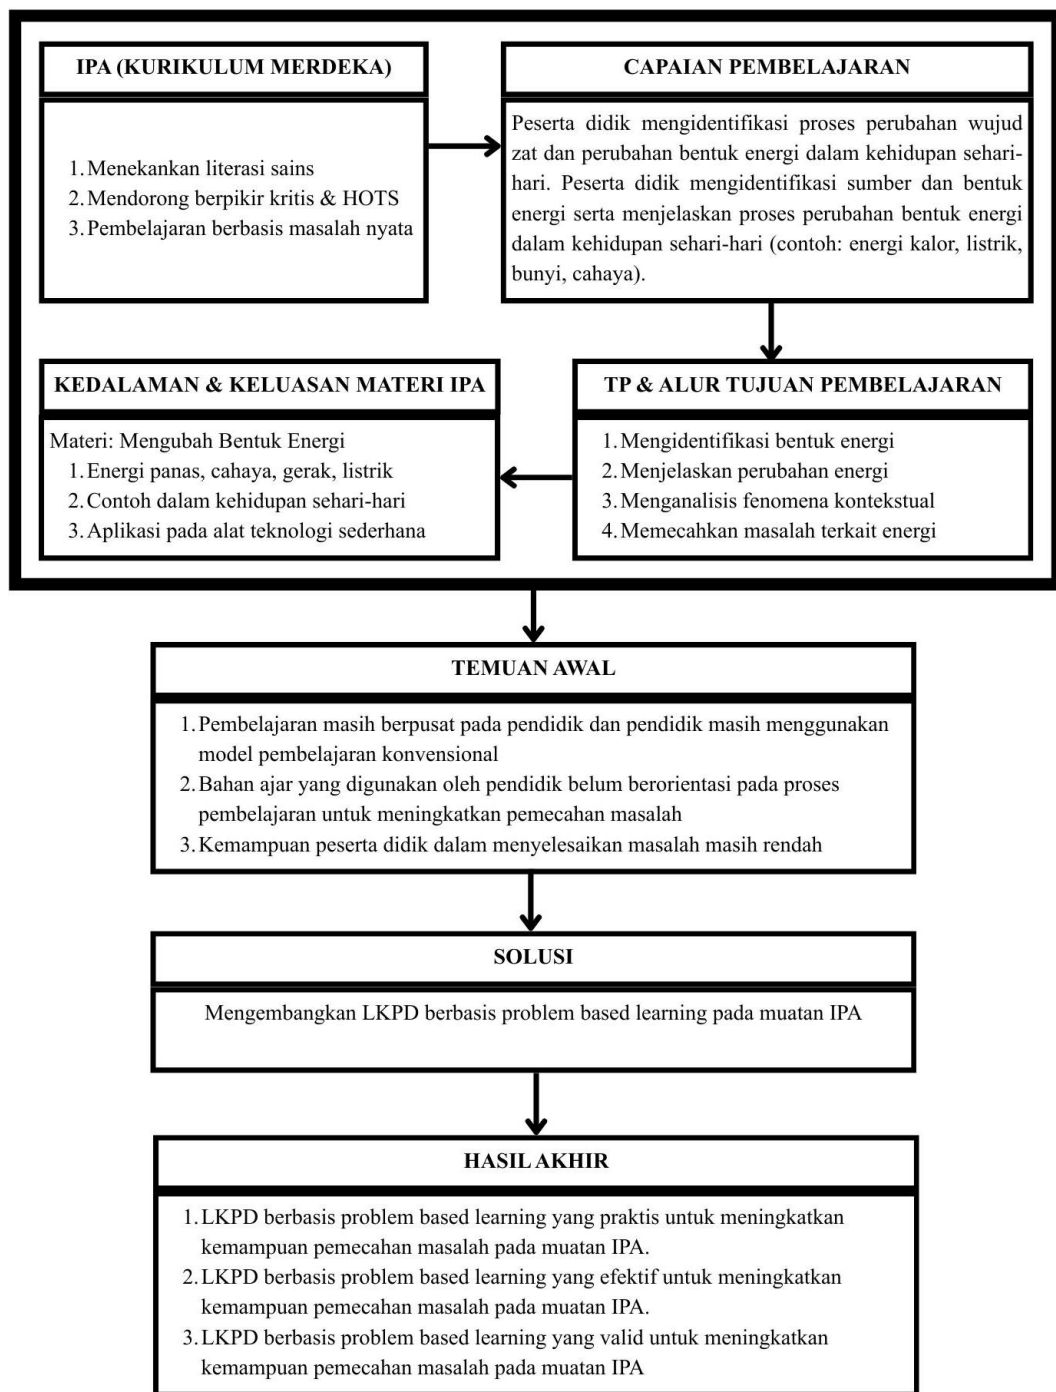 IPA (KURIKULUM MERDEKA)
1. Menekankan literasi sains
2. Mendorong berpikir kritis & HOTS
3. Pembelajaran berbasis masalah nyata
CAPAIAN PEMBELAJARAN
Peserta didik mengidentifikasi proses perubahan wujud
zat dan perubahan bentuk energi dalam kehidupan sehari-
hari. Peserta didik mengidentifikasi sumber dan bentuk
energi serta menjelaskan proses perubahan bentuk energi
dalam kehidupan sehari-hari (contoh: energi kalor, listrik,
bunyi, cahaya).
TP & ALUR TUJUAN PEMBELAJARAN
1. Mengidentifikasi bentuk energi
2. Menjelaskan perubahan energi
3. Menganalisis fenomena kontekstual
4. Memecahkan masalah terkait energi
KEDALAMAN & KELUASAN MATERI IPA
Materi: Mengubah Bentuk Energi
1. Energi panas, cahaya, gerak, listrik
2. Contoh dalam kehidupan sehari-hari
3. Aplikasi pada alat teknologi sederhana
TEMUAN AWAL
1. Pembelajaran masih berpusat pada pendidik dan pendidik masih menggunakan
model pembelajaran konvensional
2. Bahan ajar yang digunakan oleh pendidik belum berorientasi pada proses
pembelajaran untuk meningkatkan pemecahan masalah
3. Kemampuan peserta didik dalam menyelesaikan masalah masih rendah
SOLUSI
Mengembangkan LKPD berbasis problem based learning pada muatan IPA
HASIL AKHIR
1. LKPD berbasis problem based learning yang praktis untuk meningkatkan
kemampuan pemecahan masalah pada muatan IPA.
2. LKPD berbasis problem based learning yang efektif untuk meningkatkan
kemampuan pemecahan masalah pada muatan IPA.
3. LKPD berbasis problem based learning yang valid untuk meningkatkan
kemampuan pemecahan masalah pada muatan IPA